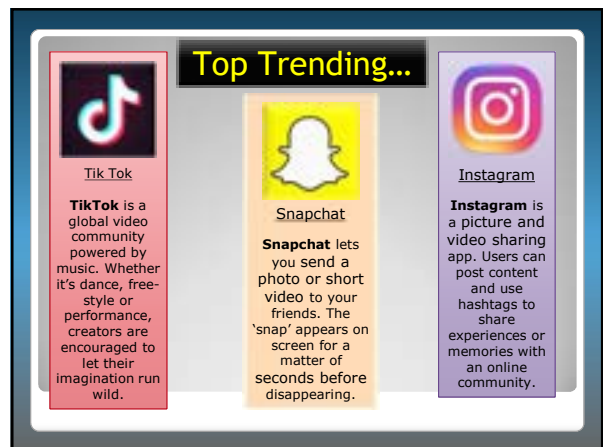 Top Trending…
Tik Tok
TikTok is a
global video
community
powered by
music. Whether
it’s dance, free-
style or
performance,
creators are
encouraged to
let their
imagination run
wild.
Snapchat
Snapchat lets
you send a
photo or short
video to your
friends. The
‘snap’ appears on
screen for a
matter of
seconds before
disappearing.
Instagram
Instagram is
a picture and
video sharing
app. Users can
post content
and use
hashtags to
share
experiences or
memories with
an online
community.